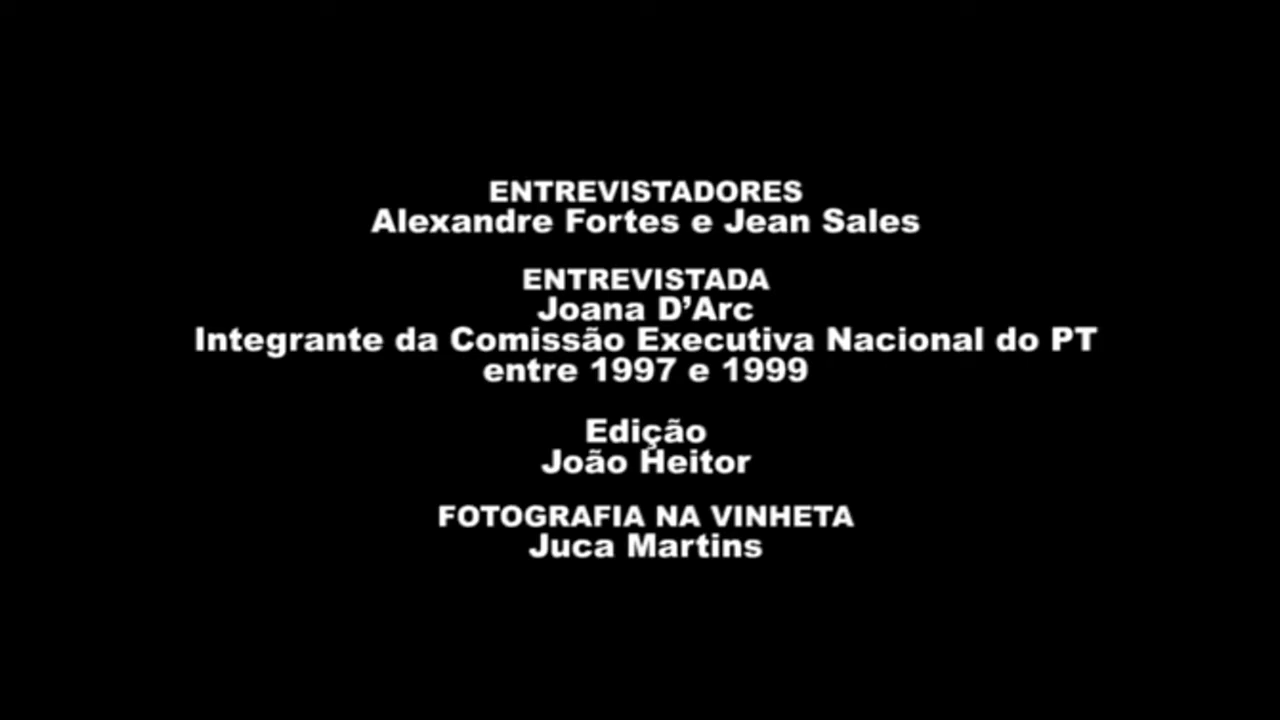 ENTREVISTADORES
Alexandre Fortes e Jean Sales
ENTREVISTADA
Joana D’Arc
Integrante da Comissão Executiva Nacional do PT
entre 1997 e 1999
Edição
João Heitor
FOTOGRAFIA NA VINHETA
Juca Martins